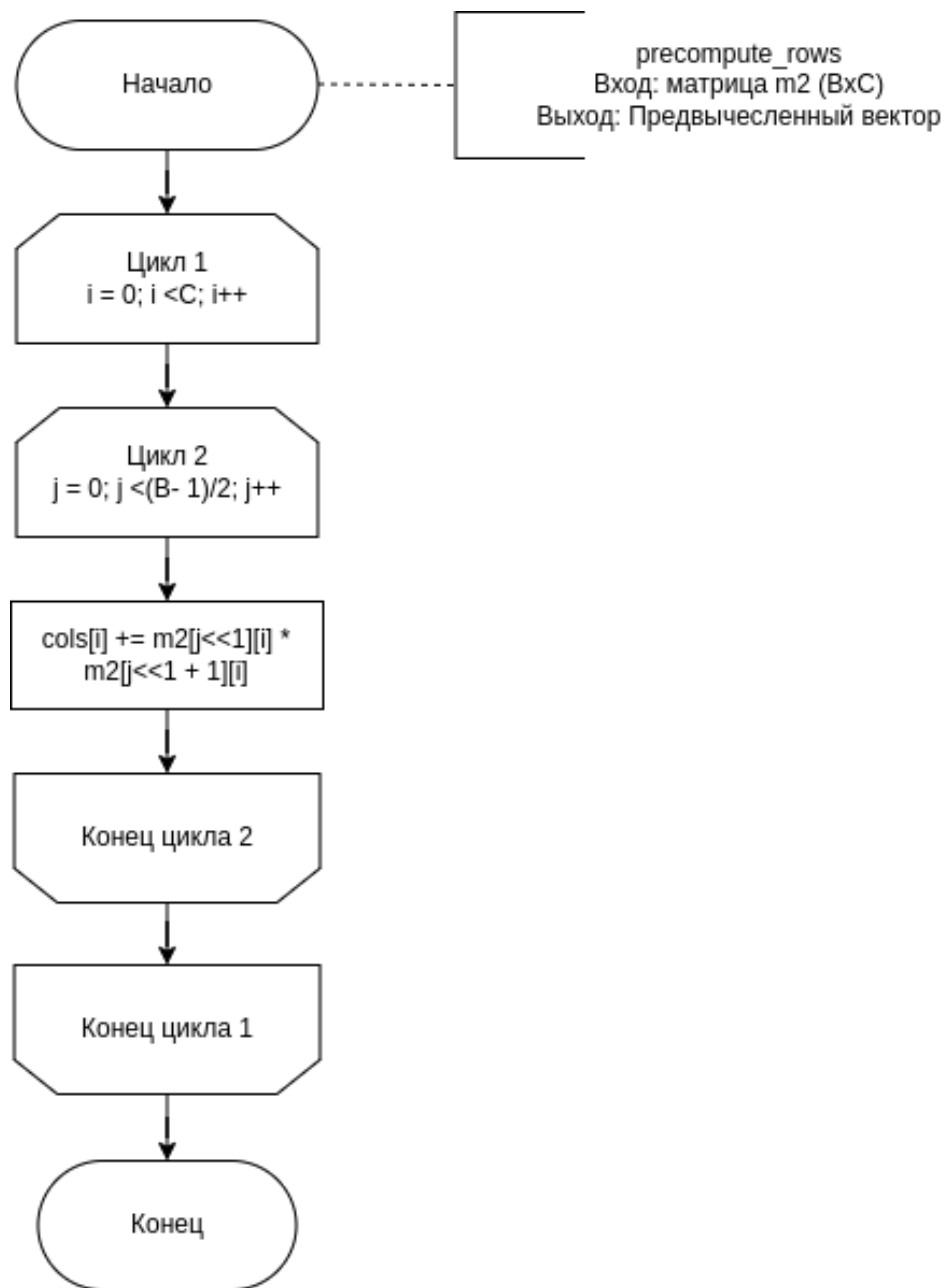 Начало
precompute_rows
Вход: матрица m2 (BxC)
Выход: Предвычесленный вектор
Цикл 1
i = 0; i <C; i++
Цикл 2
j = 0; j <(B- 1)/2; j++
cols[i] += m2[j<<1][i] *
m2[j<<1 + 1][i]
Конец цикла 2
Конец цикла 1
Конец